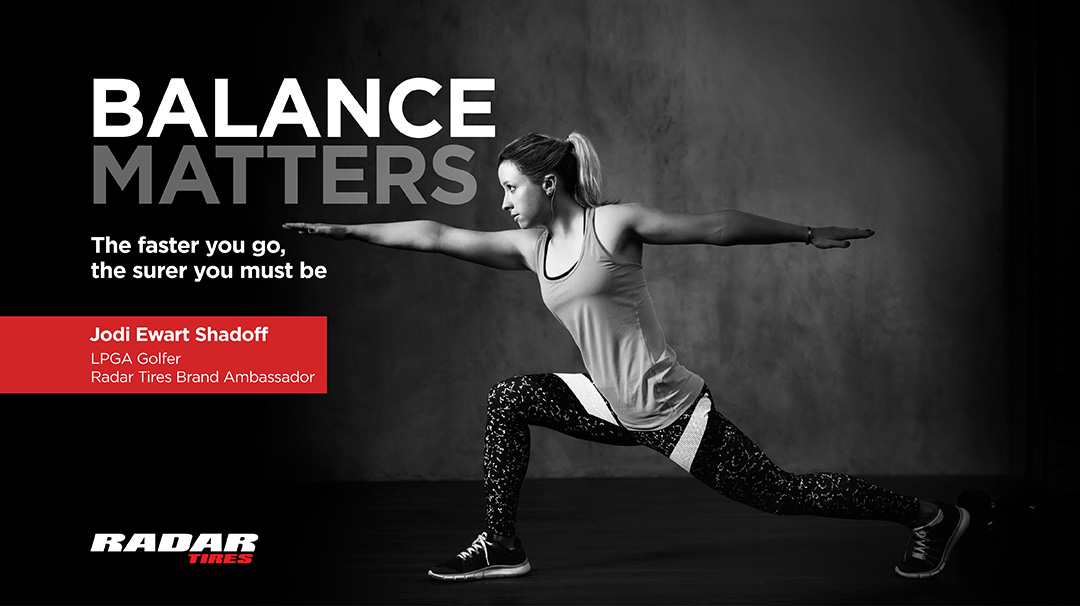 BALANCE
MATTERS
The faster you go,
the surer you must be
Jodi Ewart Shadoff
LPGA Golfer
Radar Tires Brand Ambassador
RADAR
TIRES